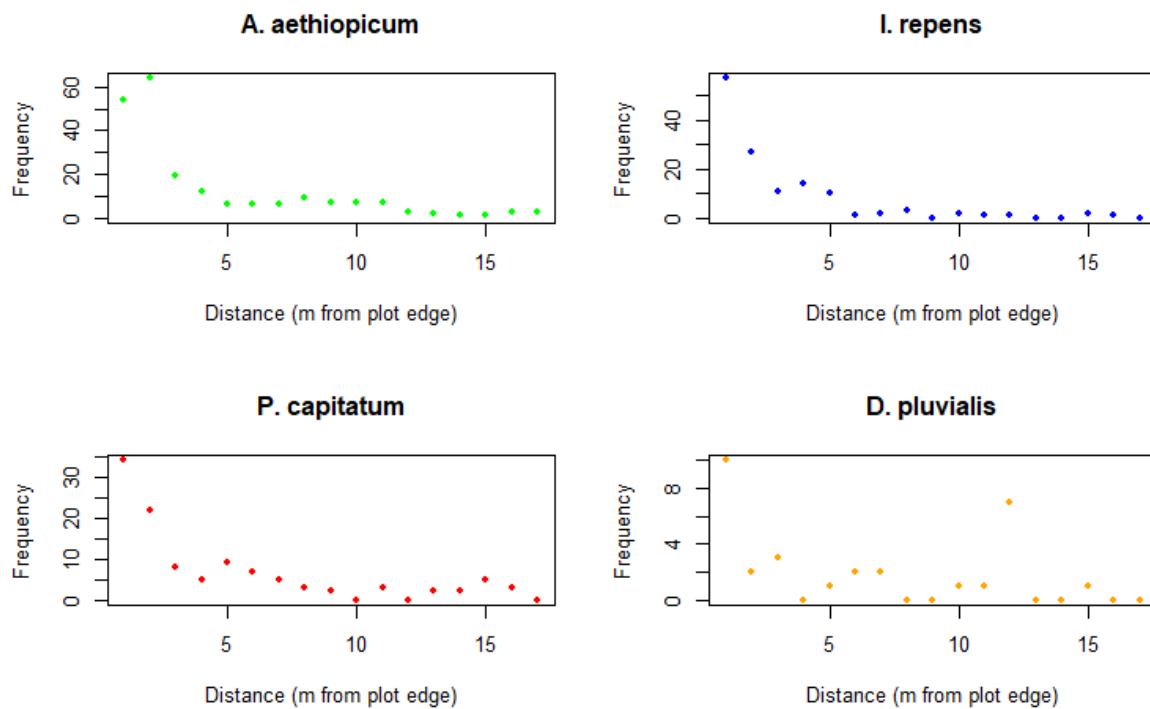 A. aethiopicum
Frequency
0 20 40 60
5 10 15
Distance (m from plot edge)
I. repens
Frequency
0 20 40
5 10 15
Distance (m from plot edge)
P. capitatum
Frequency
0 10 20 30
5 10 15
Distance (m from plot edge)
D. pluvialis
Frequency
0 4 8
5 10 15
Distance (m from plot edge)